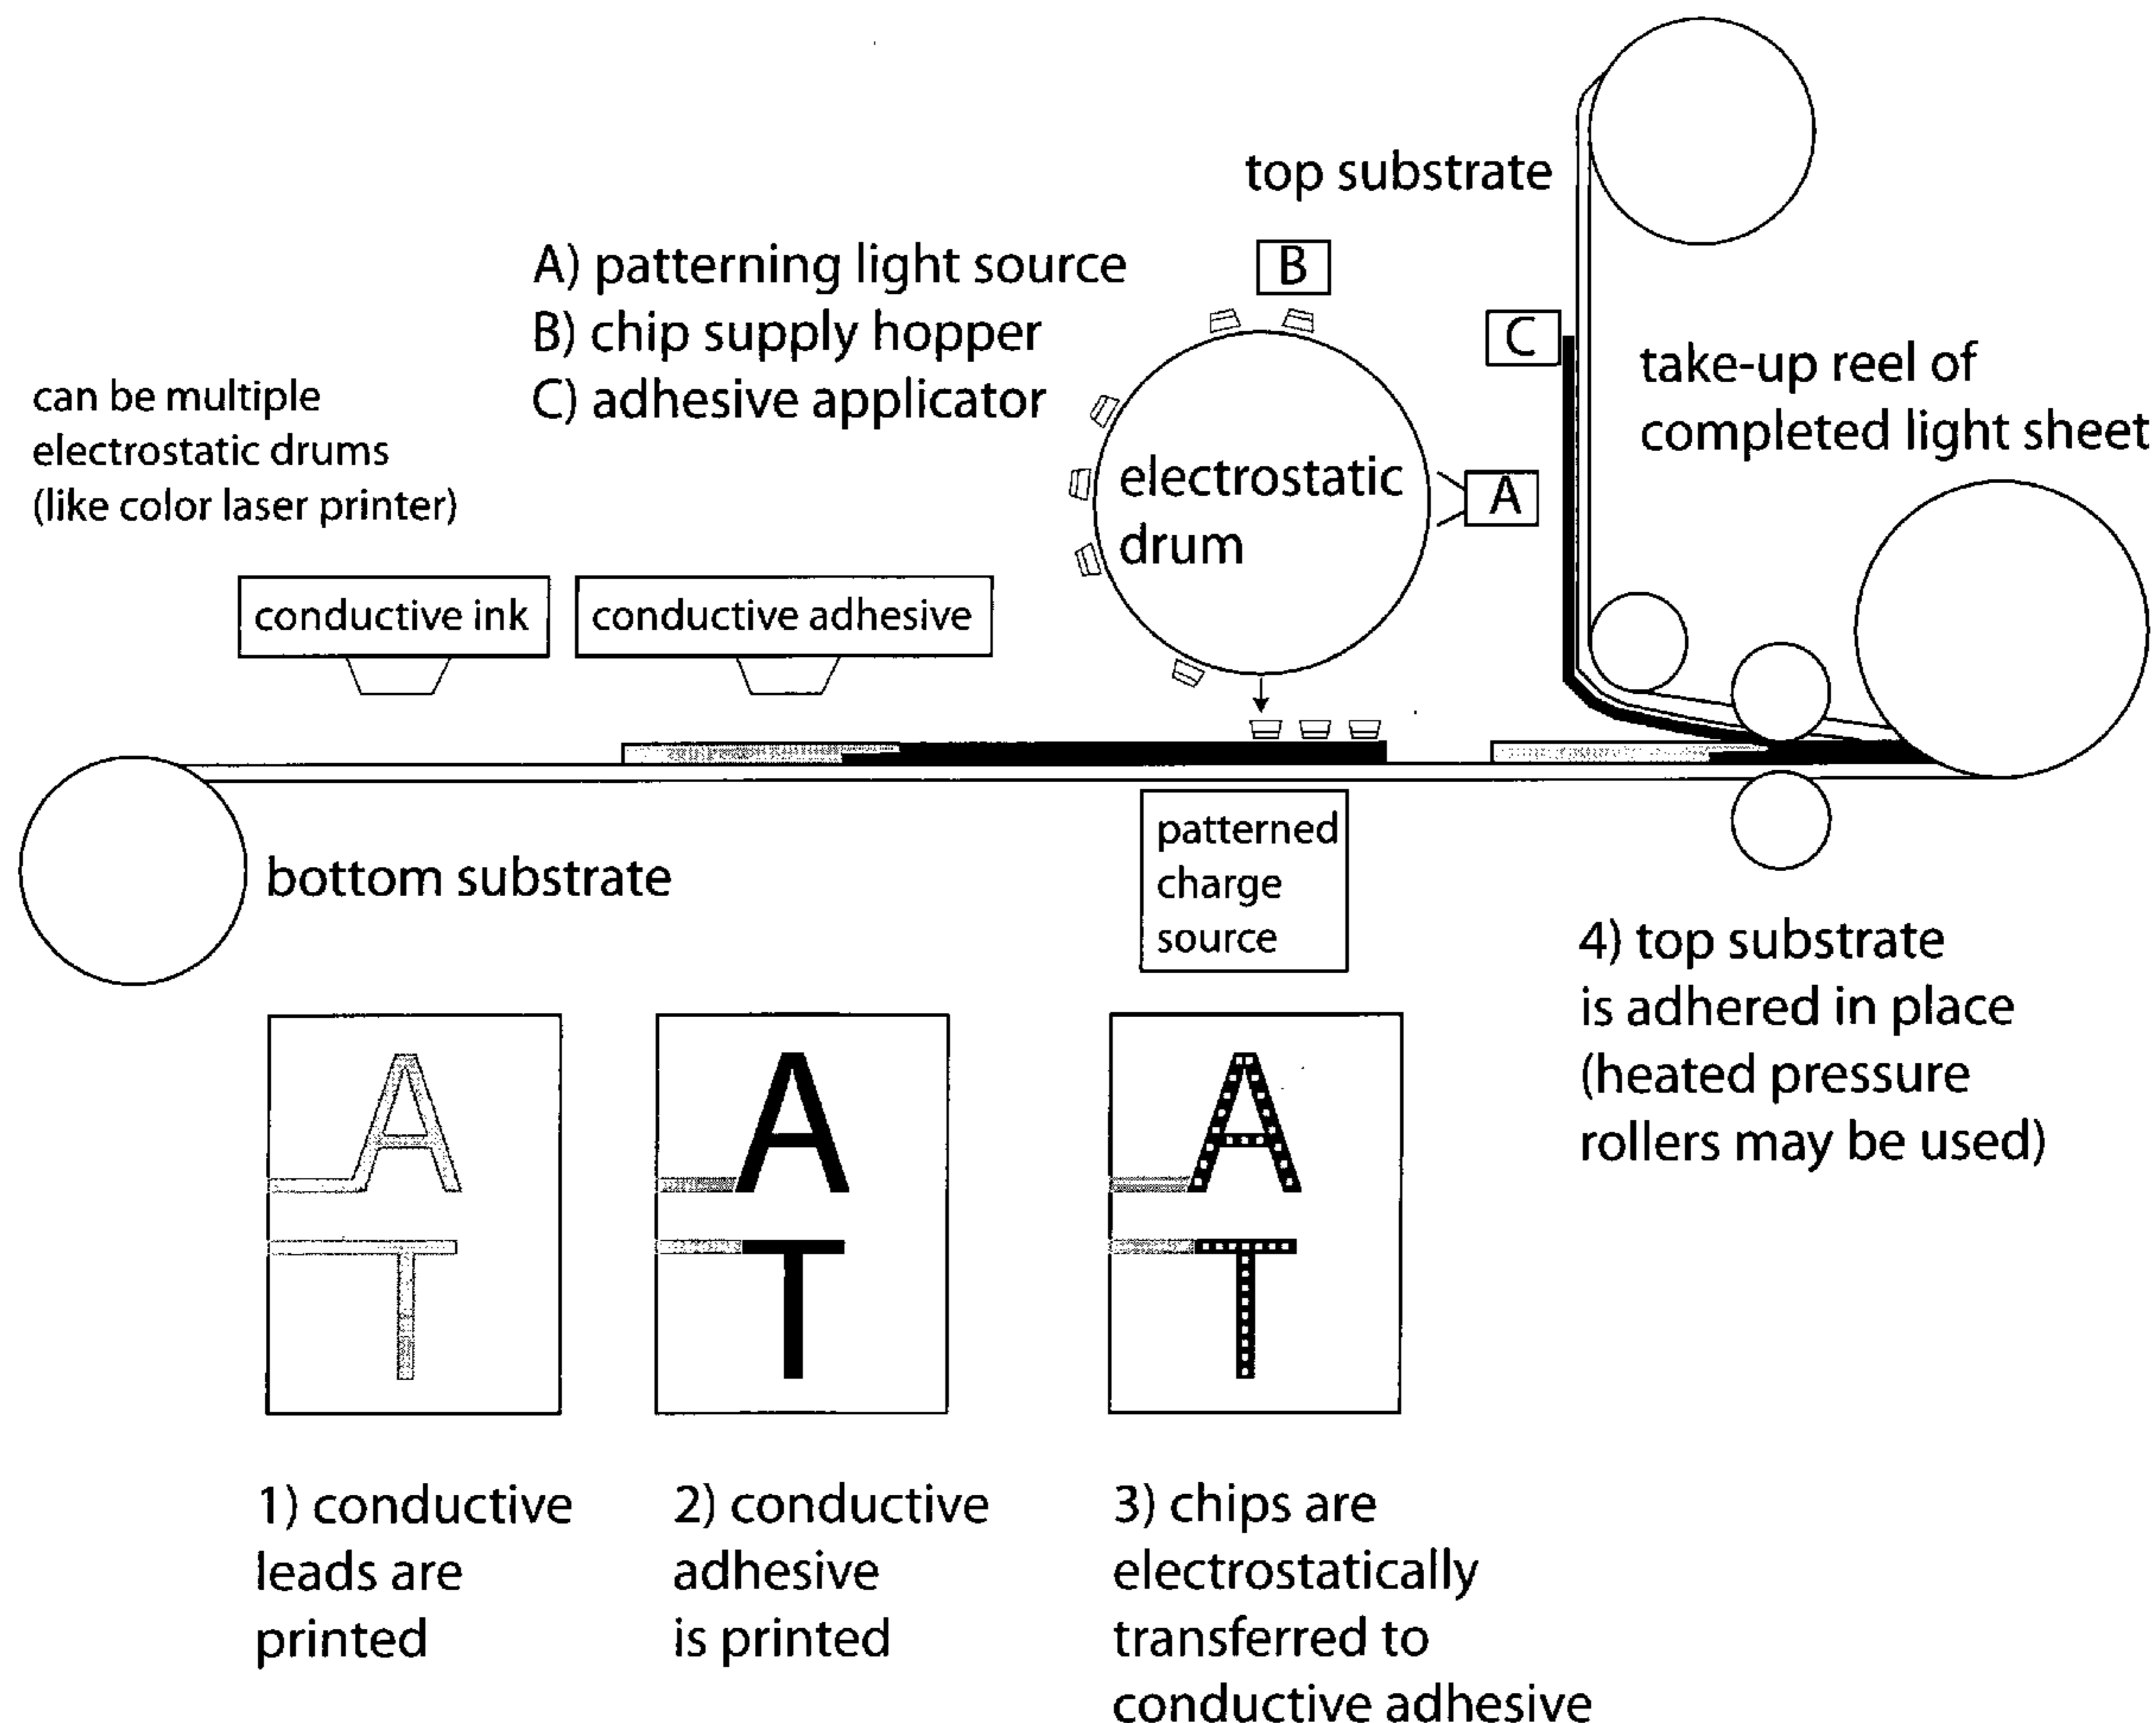 top substrate
A) patterning light source
B) chip supply hopper
C) adhesive applicator
B
C
take-up reel of
completed light sheet
can be multiple
electrostatic drums
(like color laser printer)
electrostatic
drum
A
conductive ink
conductive adhesive
bottom substrate
patterned
charge
source
4) top substrate
is adhered in place
(heated pressure
rollers may be used)
A
T
A
T
A
T
1) conductive
leads are
printed
2) conductive
adhesive
is printed
3) chips are
electrostatically
transferred to
conductive adhesive